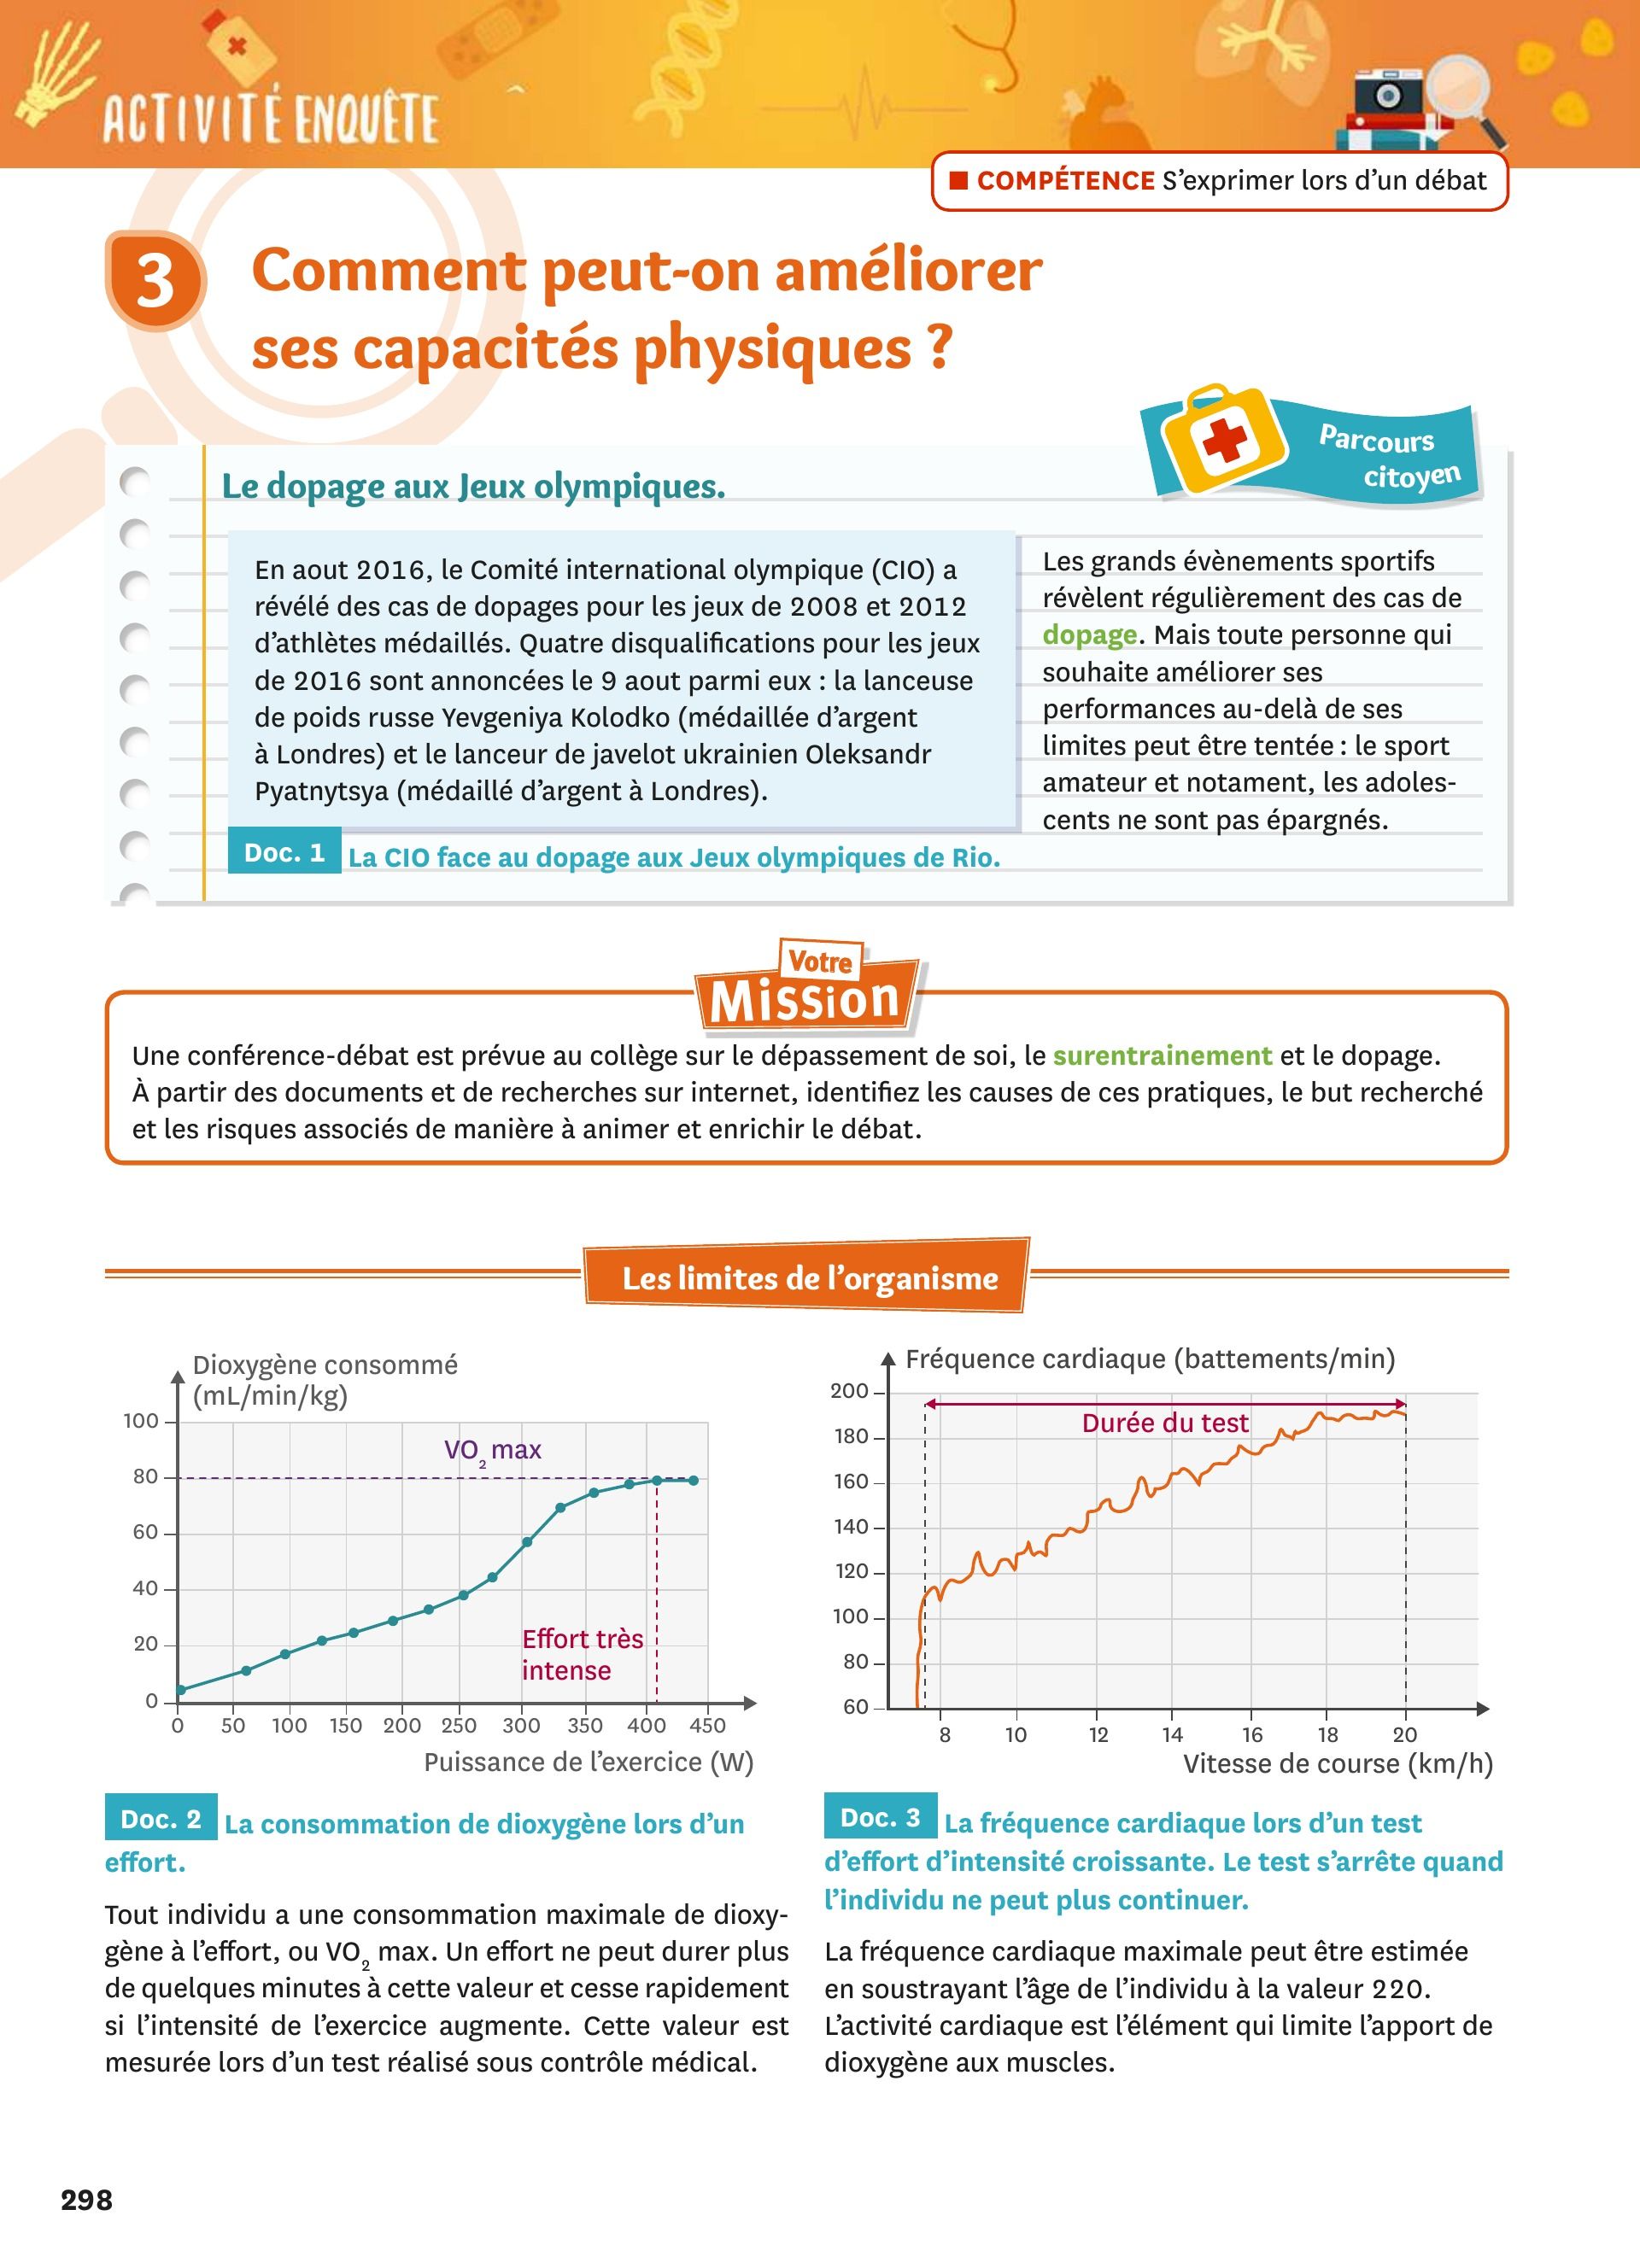 ACTIVITÉ ENQUÊTE
■ COMPÉTENCE S'exprimer lors d'un débat
3
Comment peut-on améliorer
ses capacités physiques ?
Parcours
citoyen
Le dopage aux Jeux olympiques.
En aout 2016, le Comité international olympique (CIO) a
révélé des cas de dopages pour les jeux de 2008 et 2012
d'athlètes médaillés. Quatre disqualifications pour les jeux
de 2016 sont annoncées le 9 aout parmi eux : la lanceuse
de poids russe Yevgeniya Kolodko (médaillée d'argent
à Londres) et le lanceur de javelot ukrainien Oleksandr
Pyatnytsya (médaillé d'argent à Londres).
Doc. 1 La CIO face au dopage aux Jeux olympiques de Rio.
Les grands évènements sportifs
révèlent régulièrement des cas de
dopage. Mais toute personne qui
souhaite améliorer ses
performances au-delà de ses
limites peut être tentée : le sport
amateur et notament, les adoles-
cents ne sont pas épargnés.
Votre
Mission
Une conférence-débat est prévue au collège sur le dépassement de soi, le surentrainement et le dopage.
À partir des documents et de recherches sur internet, identifiez les causes de ces pratiques, le but recherché
et les risques associés de manière à animer et enrichir le débat.
Les limites de l'organisme
Dioxygène consommé
(mL/min/kg)
100
80
60
40
20
0
VO₂ max
Effort très
intense
0 50 100 150 200 250 300 350 400 450
Puissance de l'exercice (W)
Doc. 2 La consommation de dioxygène lors d'un
effort.
Tout individu a une consommation maximale de dioxy-
gène à l'effort, ou VO₂ max. Un effort ne peut durer plus
de quelques minutes à cette valeur et cesse rapidement
si l'intensité de l'exercice augmente. Cette valeur est
mesurée lors d'un test réalisé sous contrôle médical.
Fréquence cardiaque (battements/min)
200
180
160
140
120
100
80
60
Durée du test
8 10 12 14 16 18 20
Vitesse de course (km/h)
Doc. 3 La fréquence cardiaque lors d'un test
d'effort d'intensité croissante. Le test s'arrête quand
l'individu ne peut plus continuer.
La fréquence cardiaque maximale peut être estimée
en soustrayant l'âge de l'individu à la valeur 220.
L'activité cardiaque est l'élément qui limite l'apport de
dioxygène aux muscles.
298